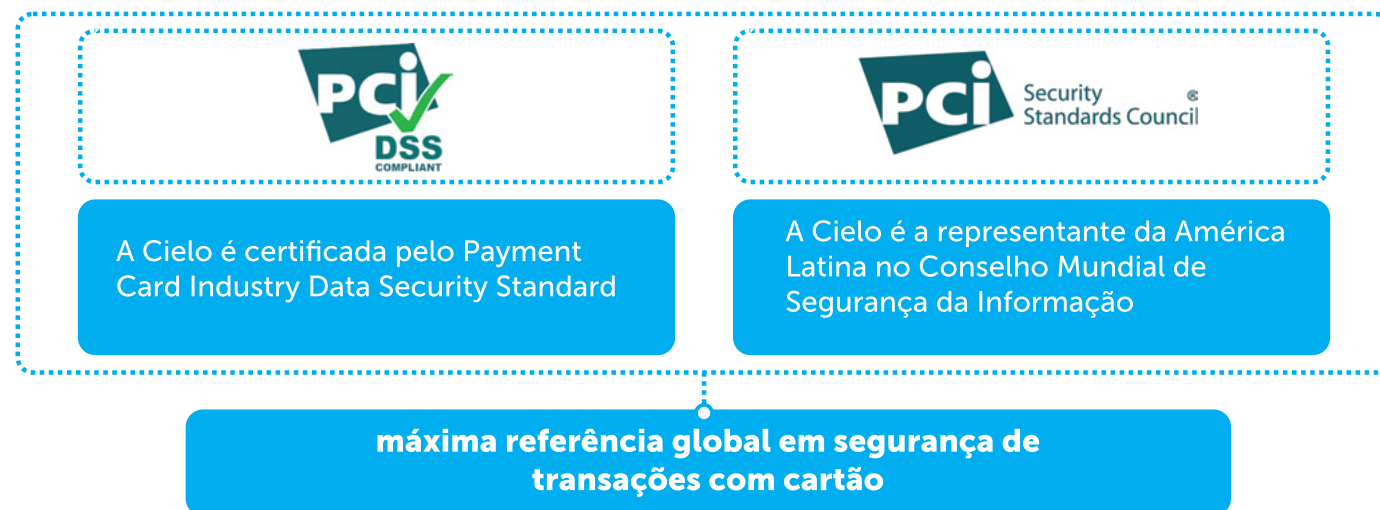 PCi
DSS
COMPLIANT
A Cielo é certificada pelo Payment
Card Industry Data Security Standard
PCi
Security ®
Standards Council
A Cielo é a representante da América
Latina no Conselho Mundial de
Segurança da Informação
máxima referência global em segurança de
transações com cartão